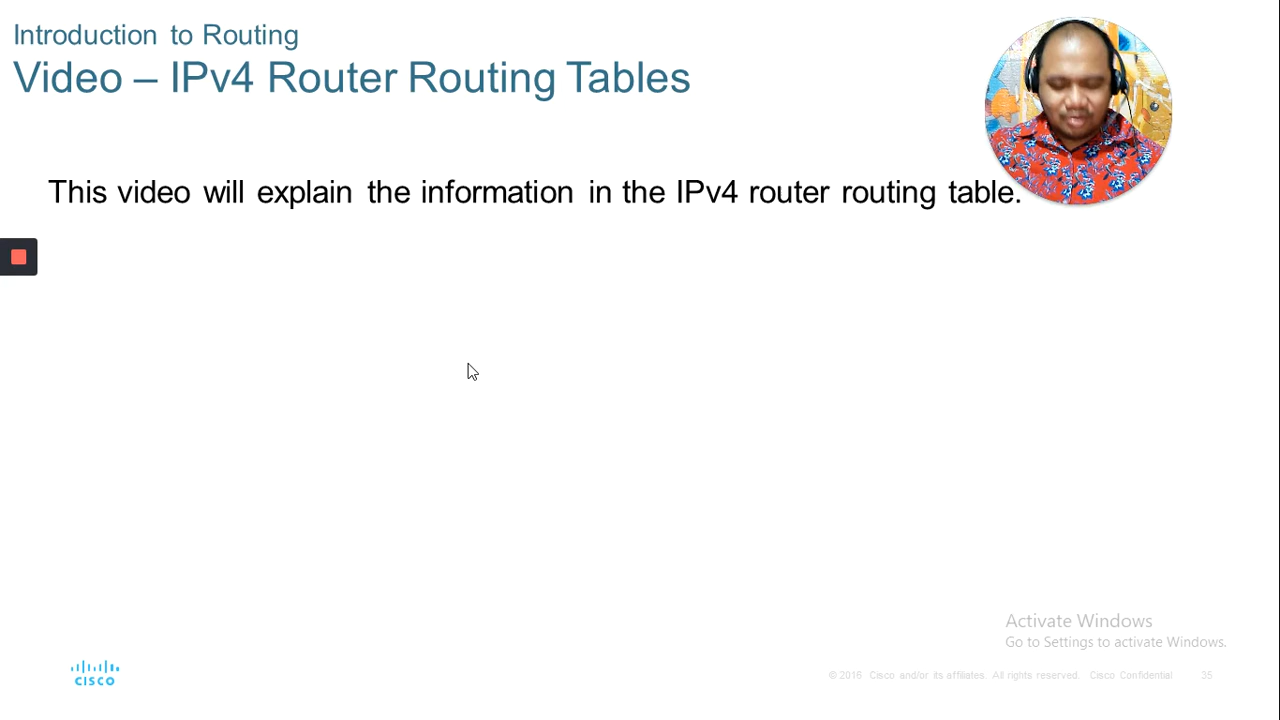 Introduction to Routing
Video – IPv4 Router Routing Tables
This video will explain the information in the IPv4 router routing table.
Activate Windows
Go to Settings to activate Windows.
CISCO
© 2016 Cisco and/or its affiliates. All rights reserved. Cisco Confidential 35